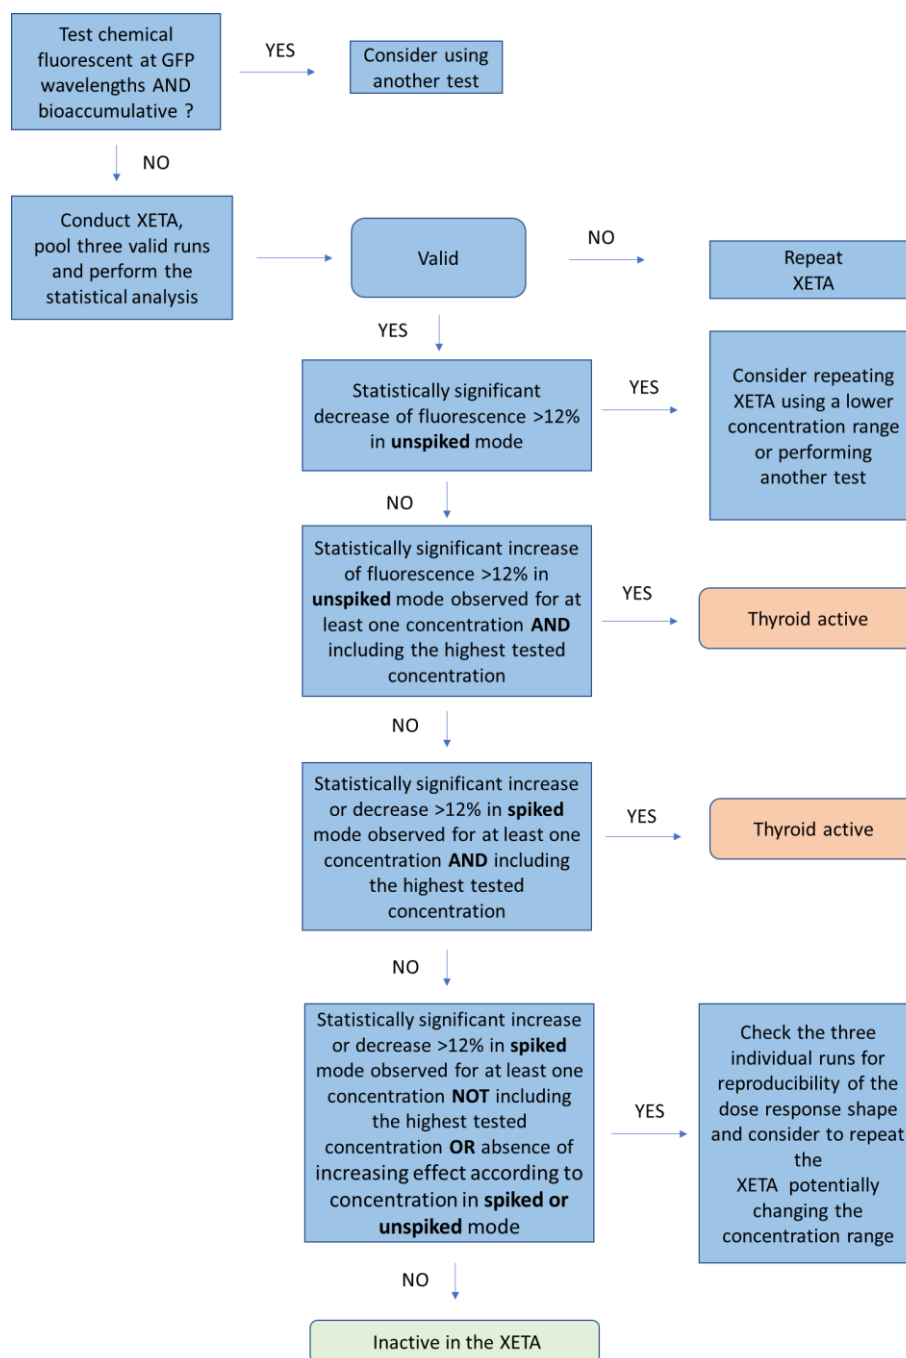 Test chemical
fluorescent at GFP
wavelengths AND
bioaccumulative ?
YES
Consider using
another test
NO
Conduct XETA,
pool three valid runs
and perform the
statistical analysis
Valid
NO
Repeat
XETA
YES
Statistically significant
decrease of fluorescence >12%
in unspiked mode
YES
Consider repeating
XETA using a lower
concentration range
or performing
another test
NO
Statistically significant increase
of fluorescence >12% in
unspiked mode observed for at
least one concentration AND
including the highest tested
concentration
YES
Thyroid active
NO
Statistically significant increase
or decrease >12% in spiked
mode observed for at least one
concentration AND including
the highest tested
concentration
YES
Thyroid active
NO
Statistically significant increase
or decrease >12% in spiked
mode observed for at least one
concentration NOT including
the highest tested
concentration OR absence of
increasing effect according to
concentration in spiked or
unspiked mode
YES
Check the three
individual runs for
reproducibility of the
dose response shape
and consider to repeat
the
XETA potentially
changing the
concentration range
NO
Inactive in the XETA